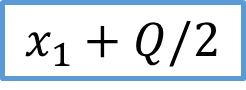 x₁ + Q/2